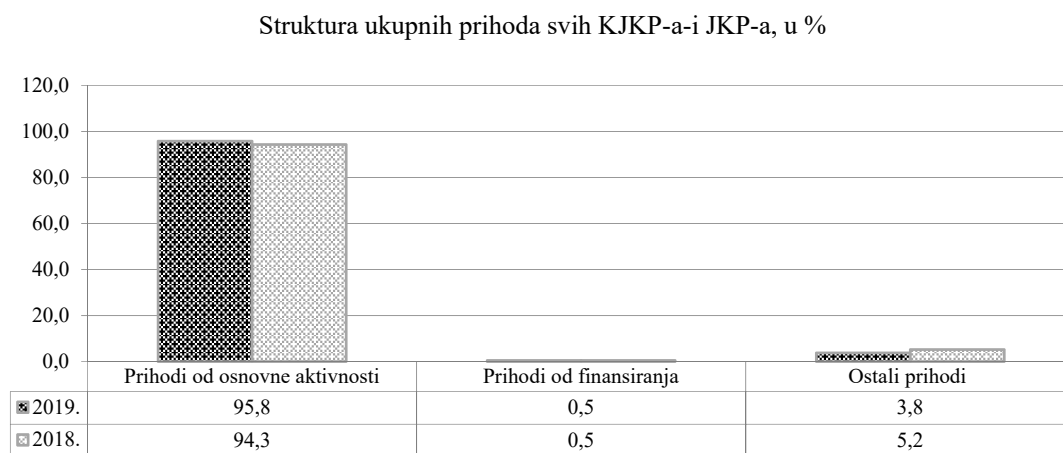 Struktura ukupnih prihoda svih KJKP-a-i JKP-a, u %
120,0
100,0
80,0
60,0
40,0
20,0
0,0
Prihodi od osnovne aktivnosti Prihodi od finansiranja Ostali prihodi
2019. 95,8 0,5 3,8
2018. 94,3 0,5 5,2